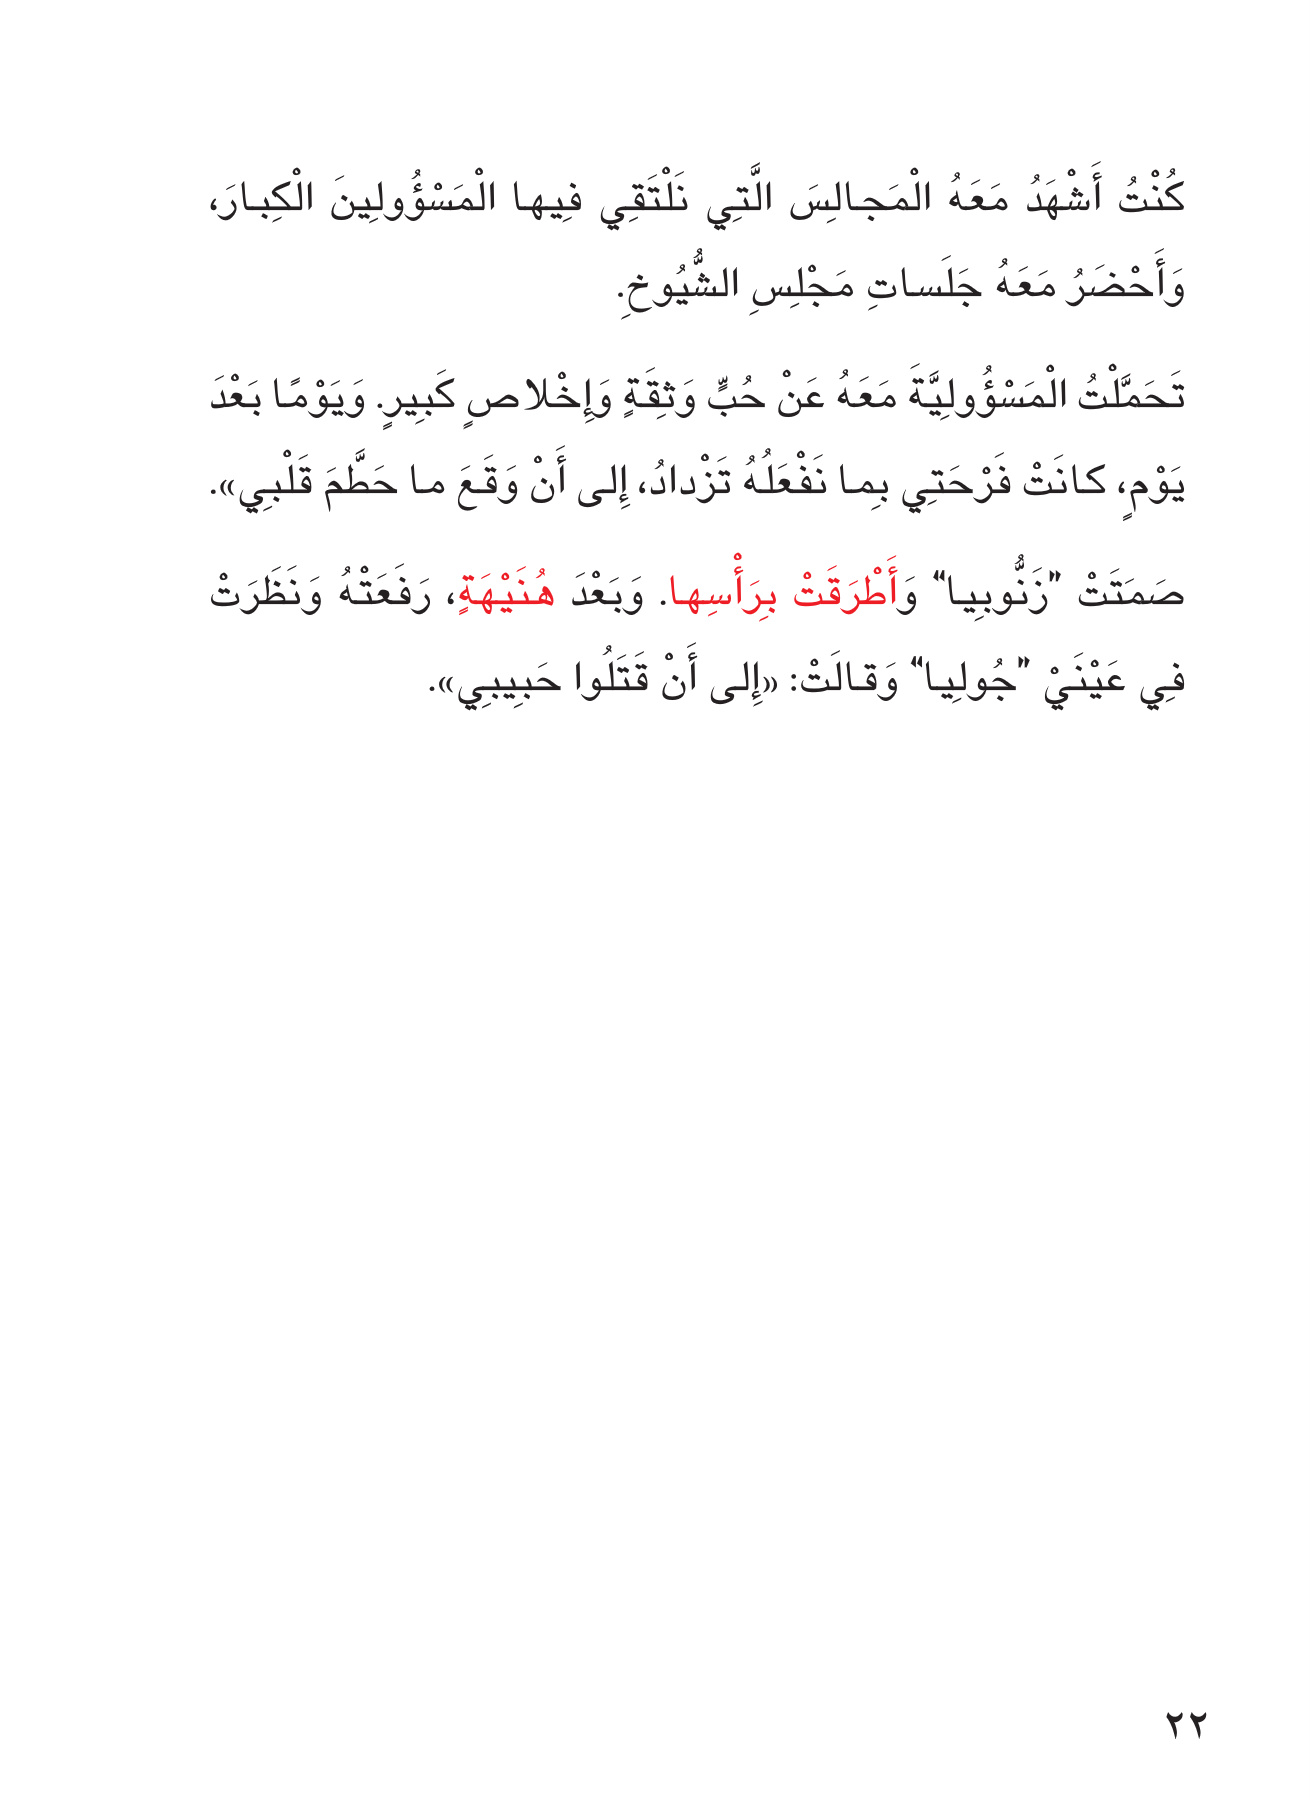 كُنْتُ أَشْهَدُ مَعَهُ الْمَجالِسَ الَّتِي نَلْتَقِي فِيها الْمَسْؤُولِينَ الْكِبارَ،
وَأَحْضَرُ مَعَهُ جَلَساتِ مَجْلِسِ الشُّيُوخِ.
تَحَمَّلْتُ الْمَسْؤُولِيَّةَ مَعَهُ عَنْ حُبٍّ وَثِقَةٍ وَإِخْلاصٍ كَبِيرٍ. وَيَوْمًا بَعْدَ
يَوْمٍ، كانَتْ فَرْحَتِي بِما نَفْعَلُهُ تَزْدادُ، إِلى أَنْ وَقَعَ ما حَطَّمَ قَلْبِي».
صَمَتَتْ ”زَنُّوبِيا“ وَأَطْرَقَتْ بِرَأْسِها. وَبَعْدَ هُنَيْهَةٍ، رَفَعَتْهُ وَنَظَرَتْ
فِي عَيْنَيْ ”جُولِيا“ وَقالَتْ: «إِلى أَنْ قَتَلُوا حَبِيبِي».
٢٢